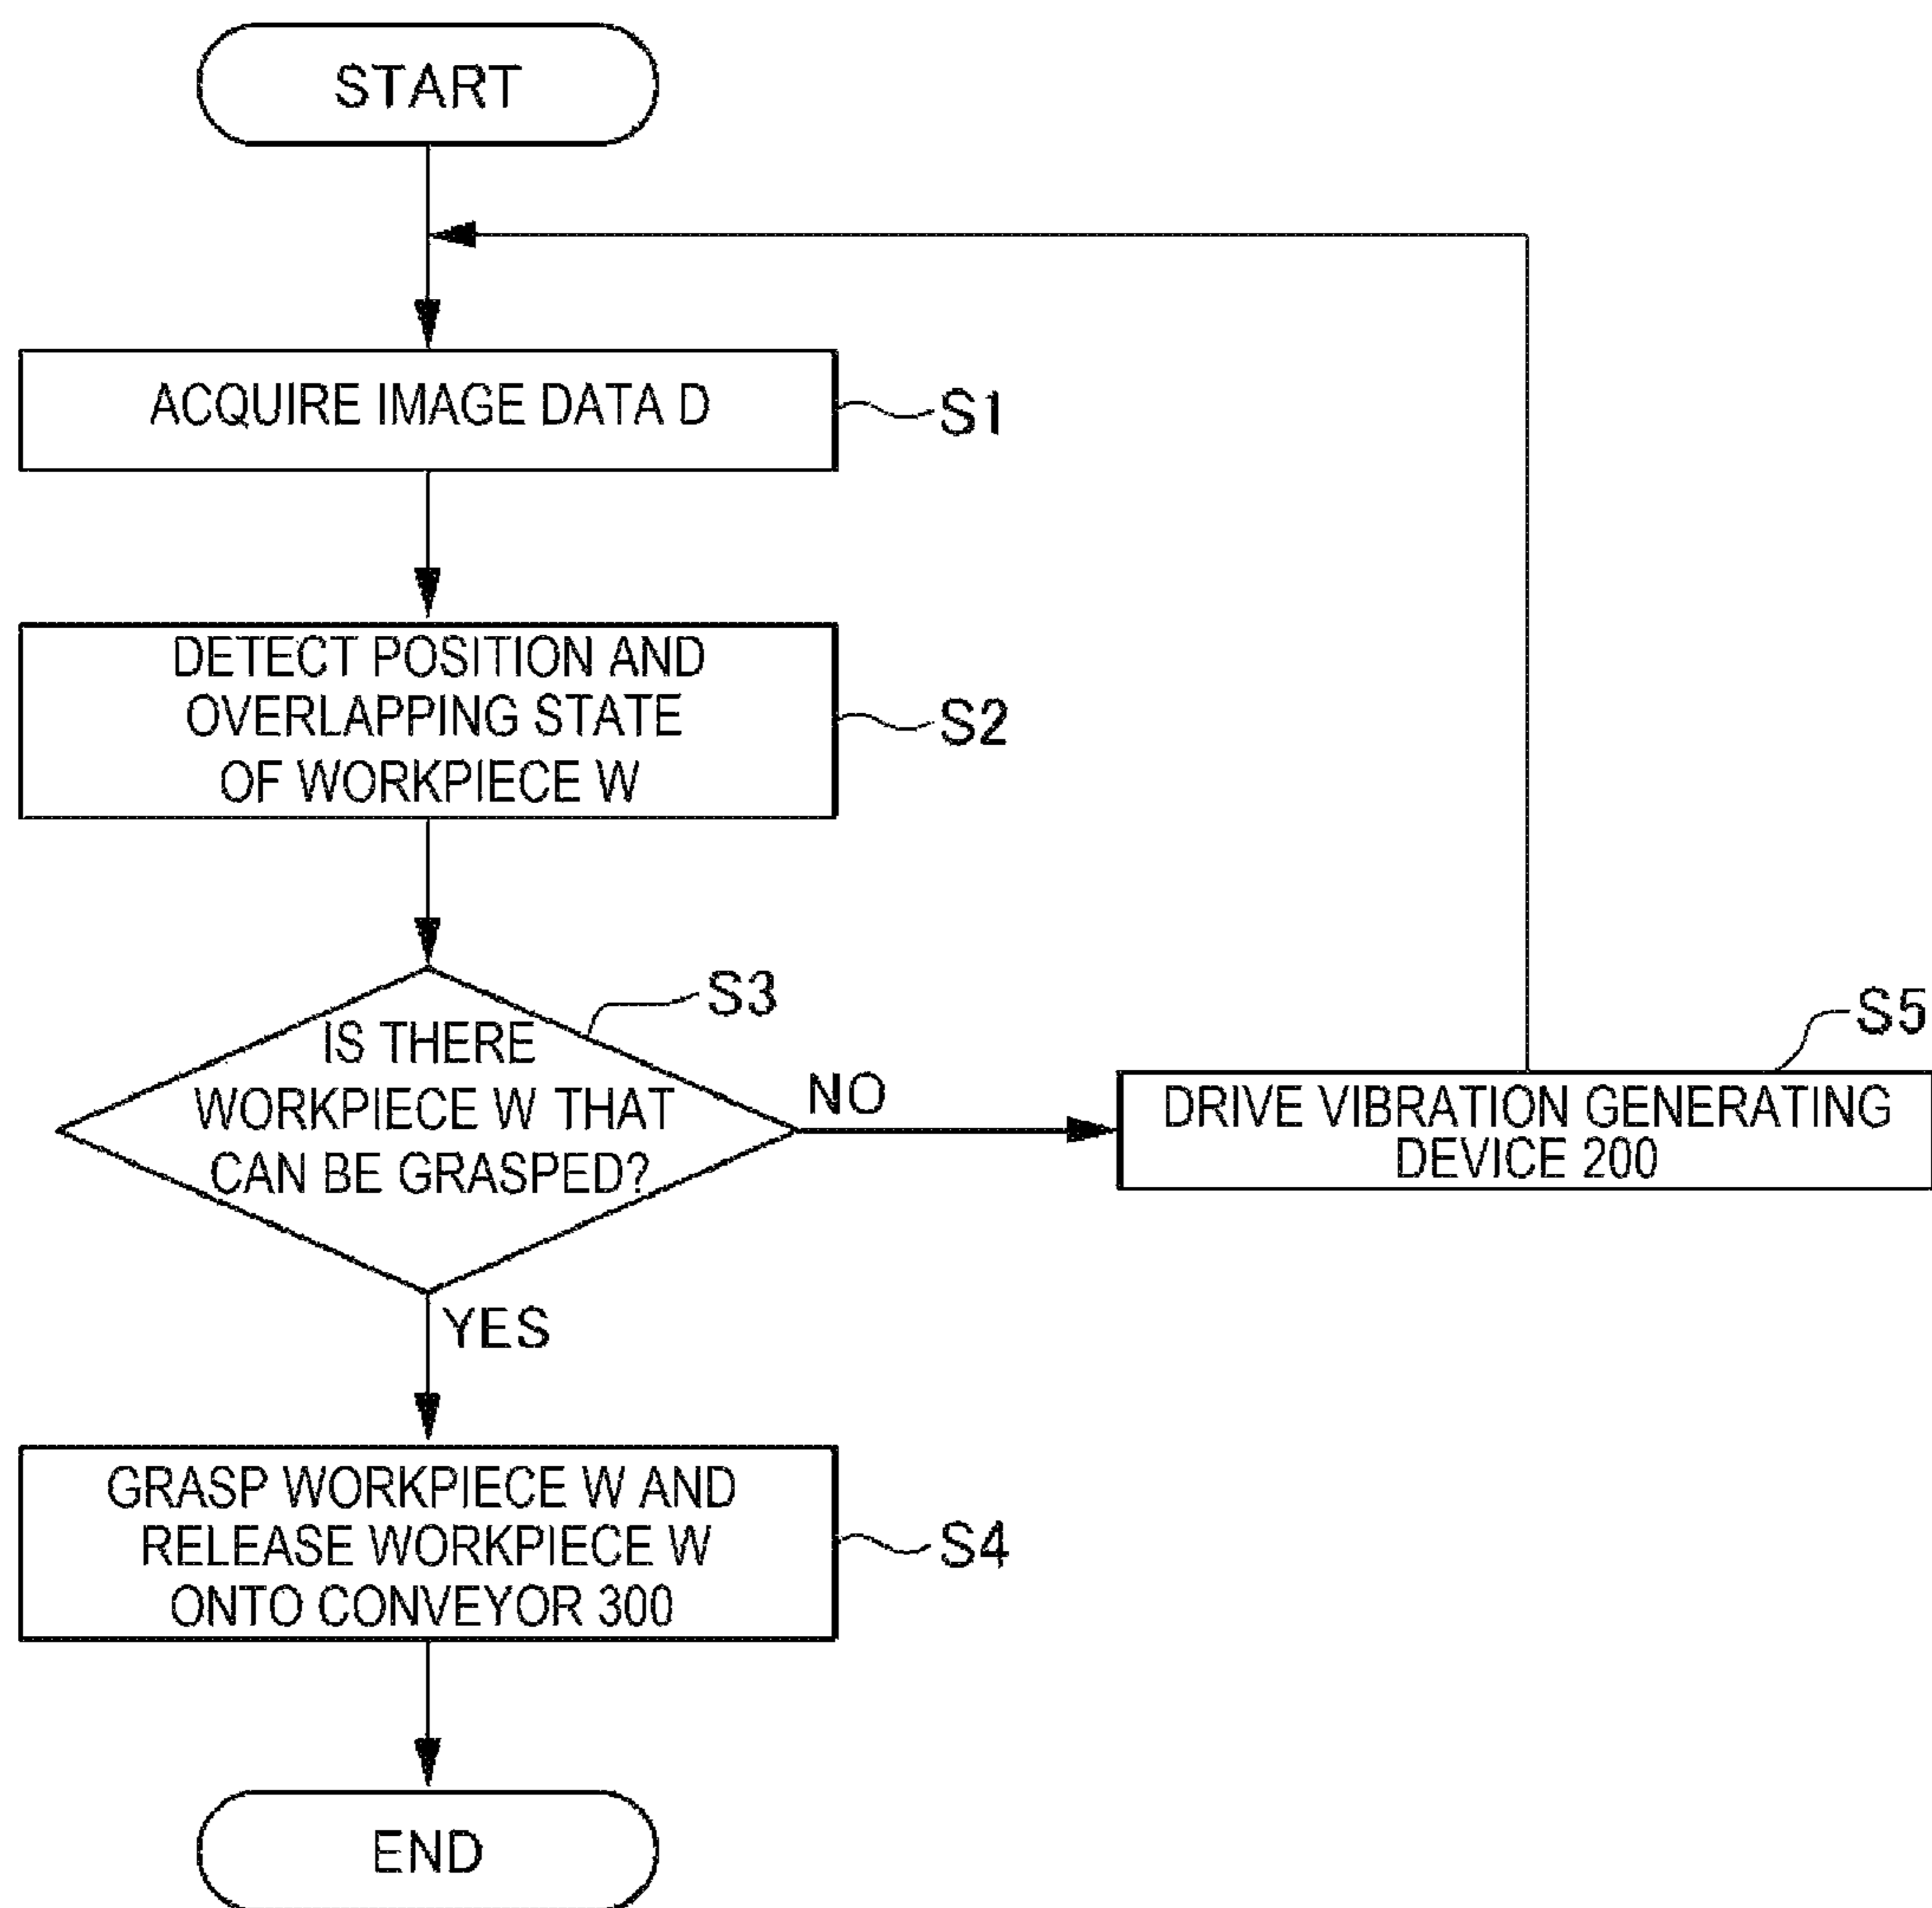 START
ACQUIRE IMAGE DATA D
S1
DETECT POSITION AND
OVERLAPPING STATE
OF WORKPIECE W
S2
IS THERE
WORKPIECE W THAT
CAN BE GRASPED?
S3
NO
DRIVE VIBRATION GENERATING
DEVICE 200
S5
YES
GRASP WORKPIECE W AND
RELEASE WORKPIECE W
ONTO CONVEYOR 300
S4
END